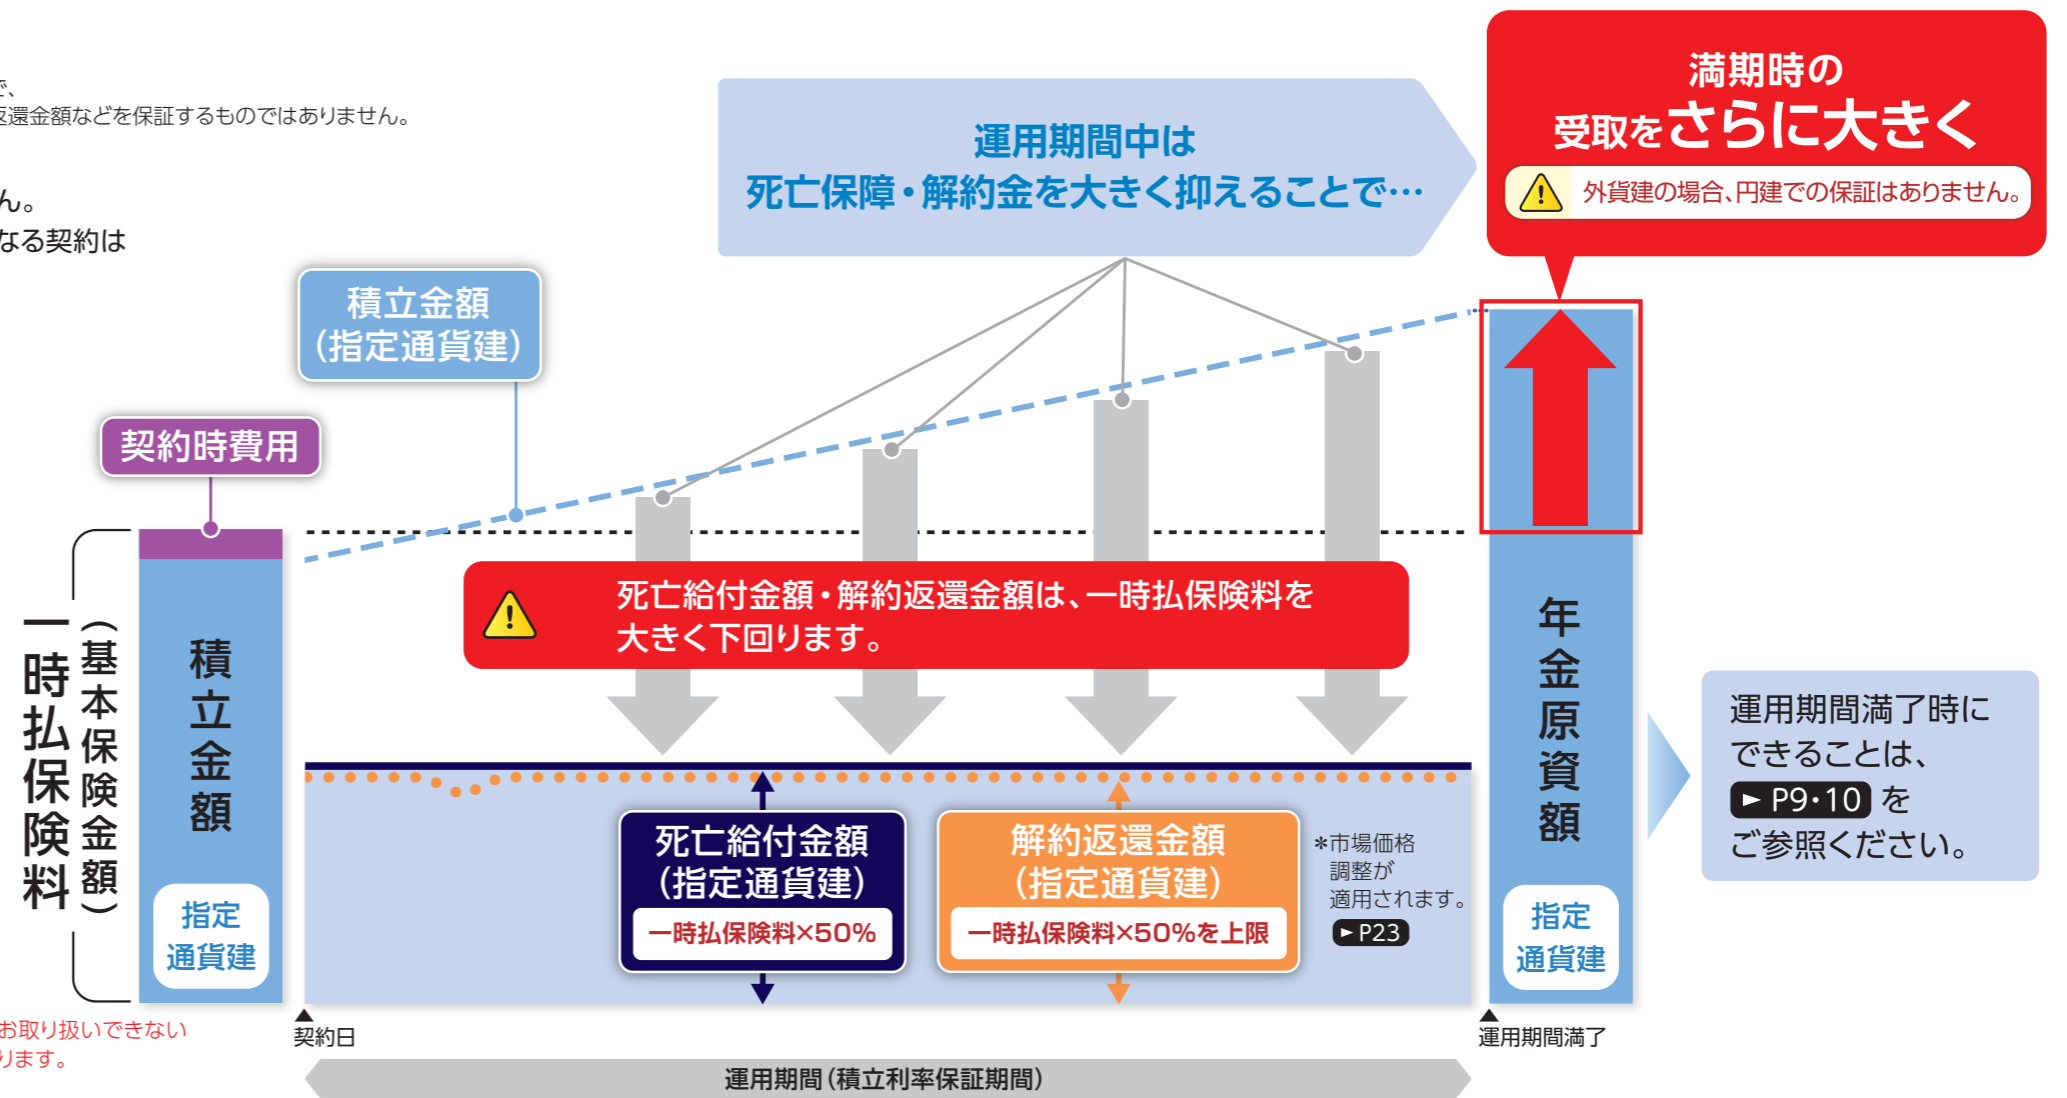 で、
返還金額などを保証するものではありません。
ん。
なる契約は
運用期間中は
死亡保障・解約金を大きく抑えることで…
満期時の
受取をさらに大きく
外貨建の場合、円建での保証はありません。
積立金額
(指定通貨建)
契約時費用
死亡給付金額・解約返還金額は、一時払保険料を
大きく下回ります。
一時払保険料
(基本保険金額)
積立金額
指定
通貨建
死亡給付金額
(指定通貨建)
一時払保険料×50%
解約返還金額
(指定通貨建)
一時払保険料×50%を上限
*市場価格
調整が
適用されます。
► P23
年金原資額
指定
通貨建
運用期間満了時に
できることは、
► P9・10 を
ご参照ください。
お取り扱いできない
ります。
▲
契約日
▲
運用期間満了
運用期間(積立利率保証期間)